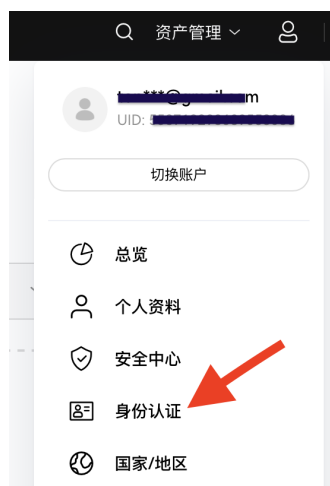 资产管理
UID:
切换账户
总览
个人资料
安全中心
身份认证
国家/地区